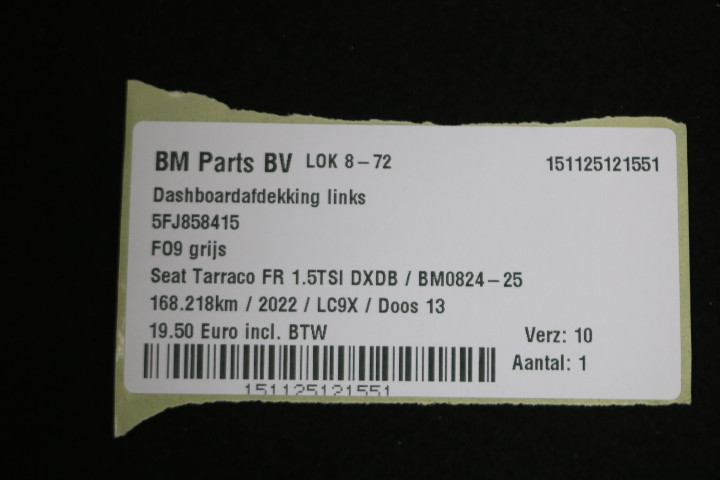 BM Parts BV LOK 8-72 151125121551
Dashboardafdekking links
5FJ858415
F09 grijs
Seat Tarraco FR 1.5TSI DXDB / BM0824-25
168.218km / 2022 / LC9X / Doos 13
19.50 Euro incl. BTW Verz: 10
Aantal: 1
151125121551